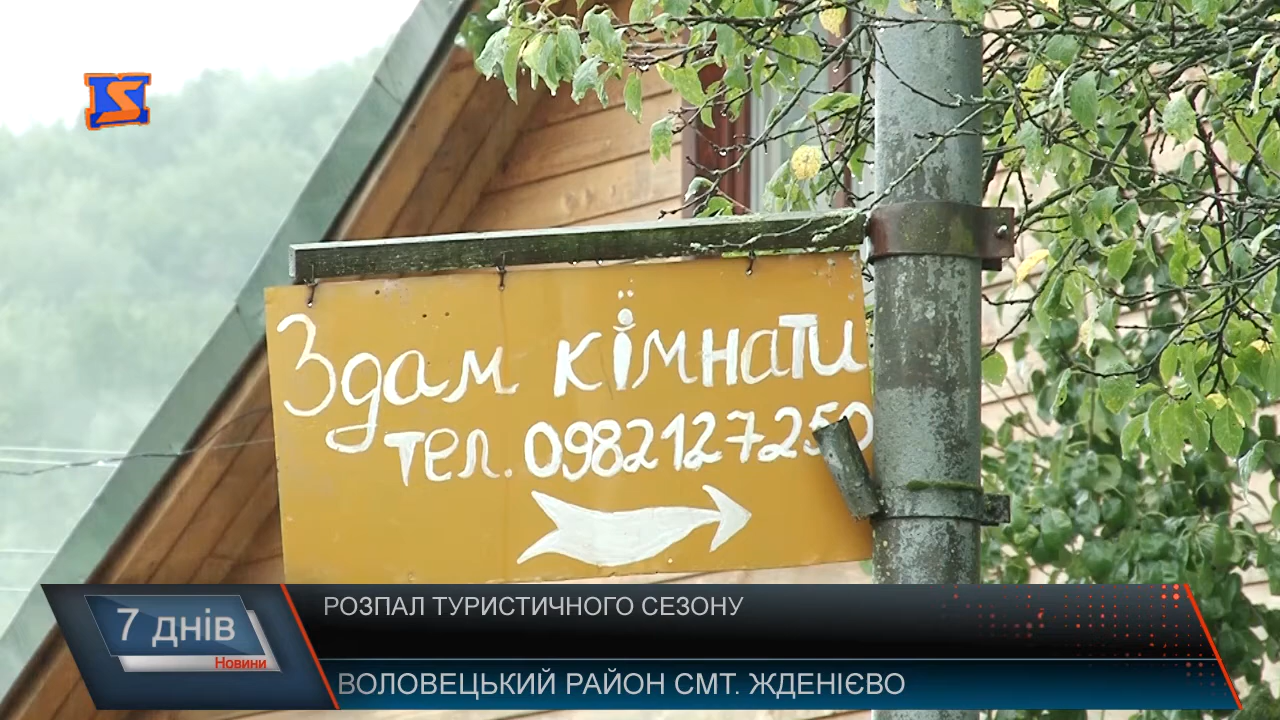 Здам кімнати
тел. 0982127250
7 днів
Новини
РОЗПАЛ ТУРИСТИЧНОГО СЕЗОНУ
ВОЛОВЕЦЬКИЙ РАЙОН СМТ. ЖДЕНІЄВО